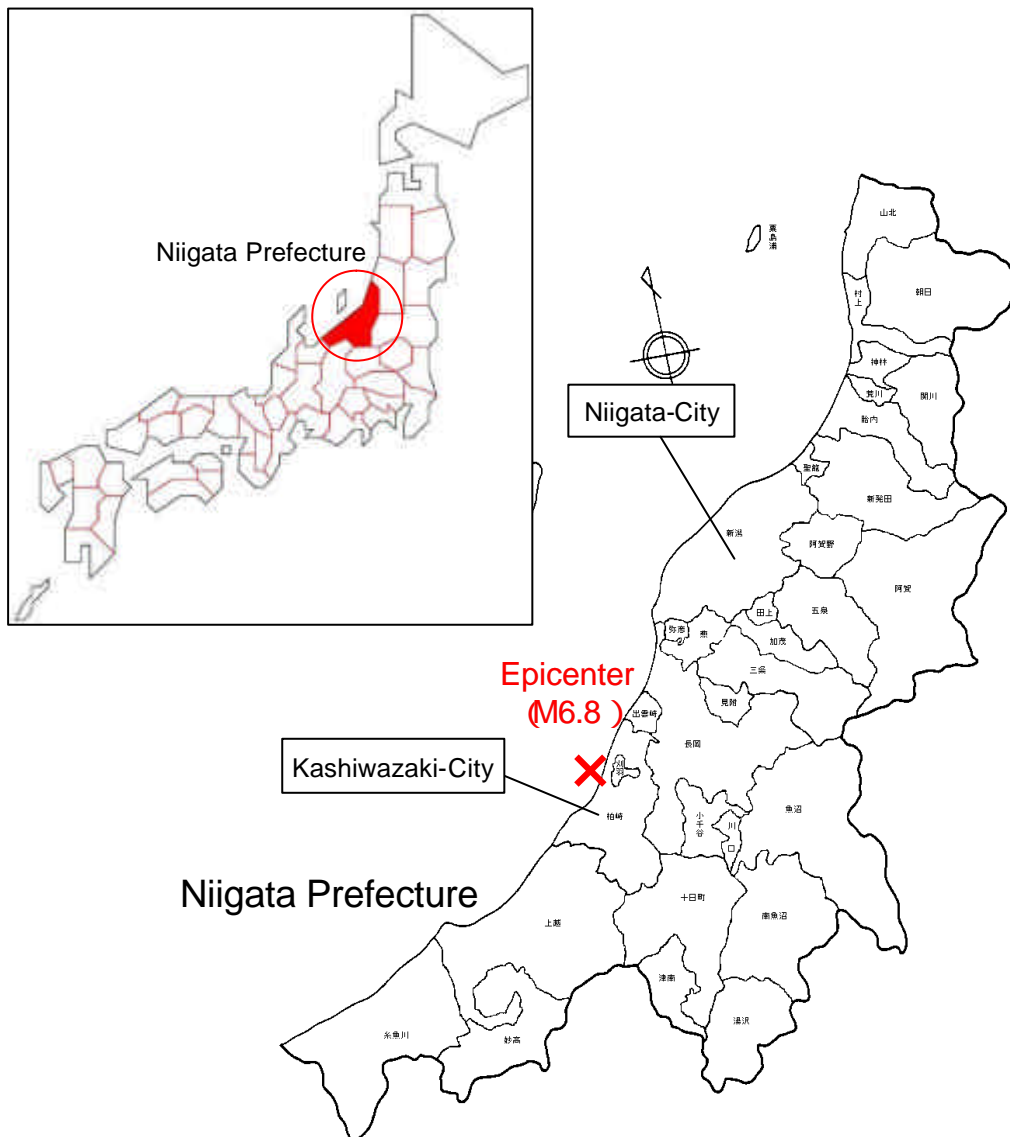 Niigata Prefecture
山北
粟島浦
朝日
村上
神林
荒川
関川
胎内
Niigata-City
聖籠
新発田
新潟
阿賀野
阿賀
五泉
田上
弥彦
燕
加茂
三条
Epicenter
(M6.8 )
見附
出雲崎
長岡
刈羽
Kashiwazaki-City
魚沼
柏崎
小千谷
川口
Niigata Prefecture
十日町
南魚沼
上越
津南
湯沢
糸魚川
妙高